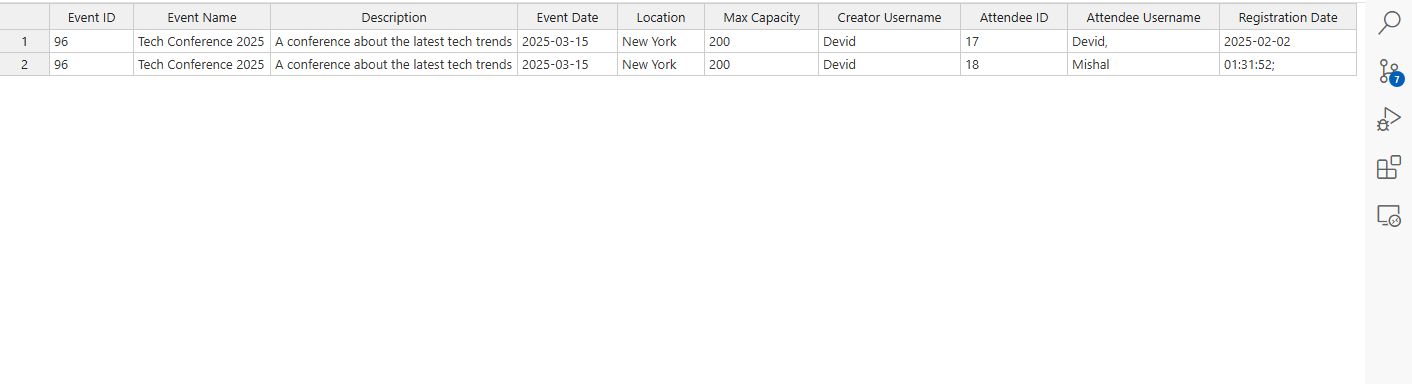 Event ID Event Name Description Event Date Location Max Capacity Creator Username Attendee ID Attendee Username Registration Date
1 96 Tech Conference 2025 A conference about the latest tech trends 2025-03-15 New York 200 Devid 17 Devid, 2025-02-02
2 96 Tech Conference 2025 A conference about the latest tech trends 2025-03-15 New York 200 Devid 18 Mishal 01:31:52;
7